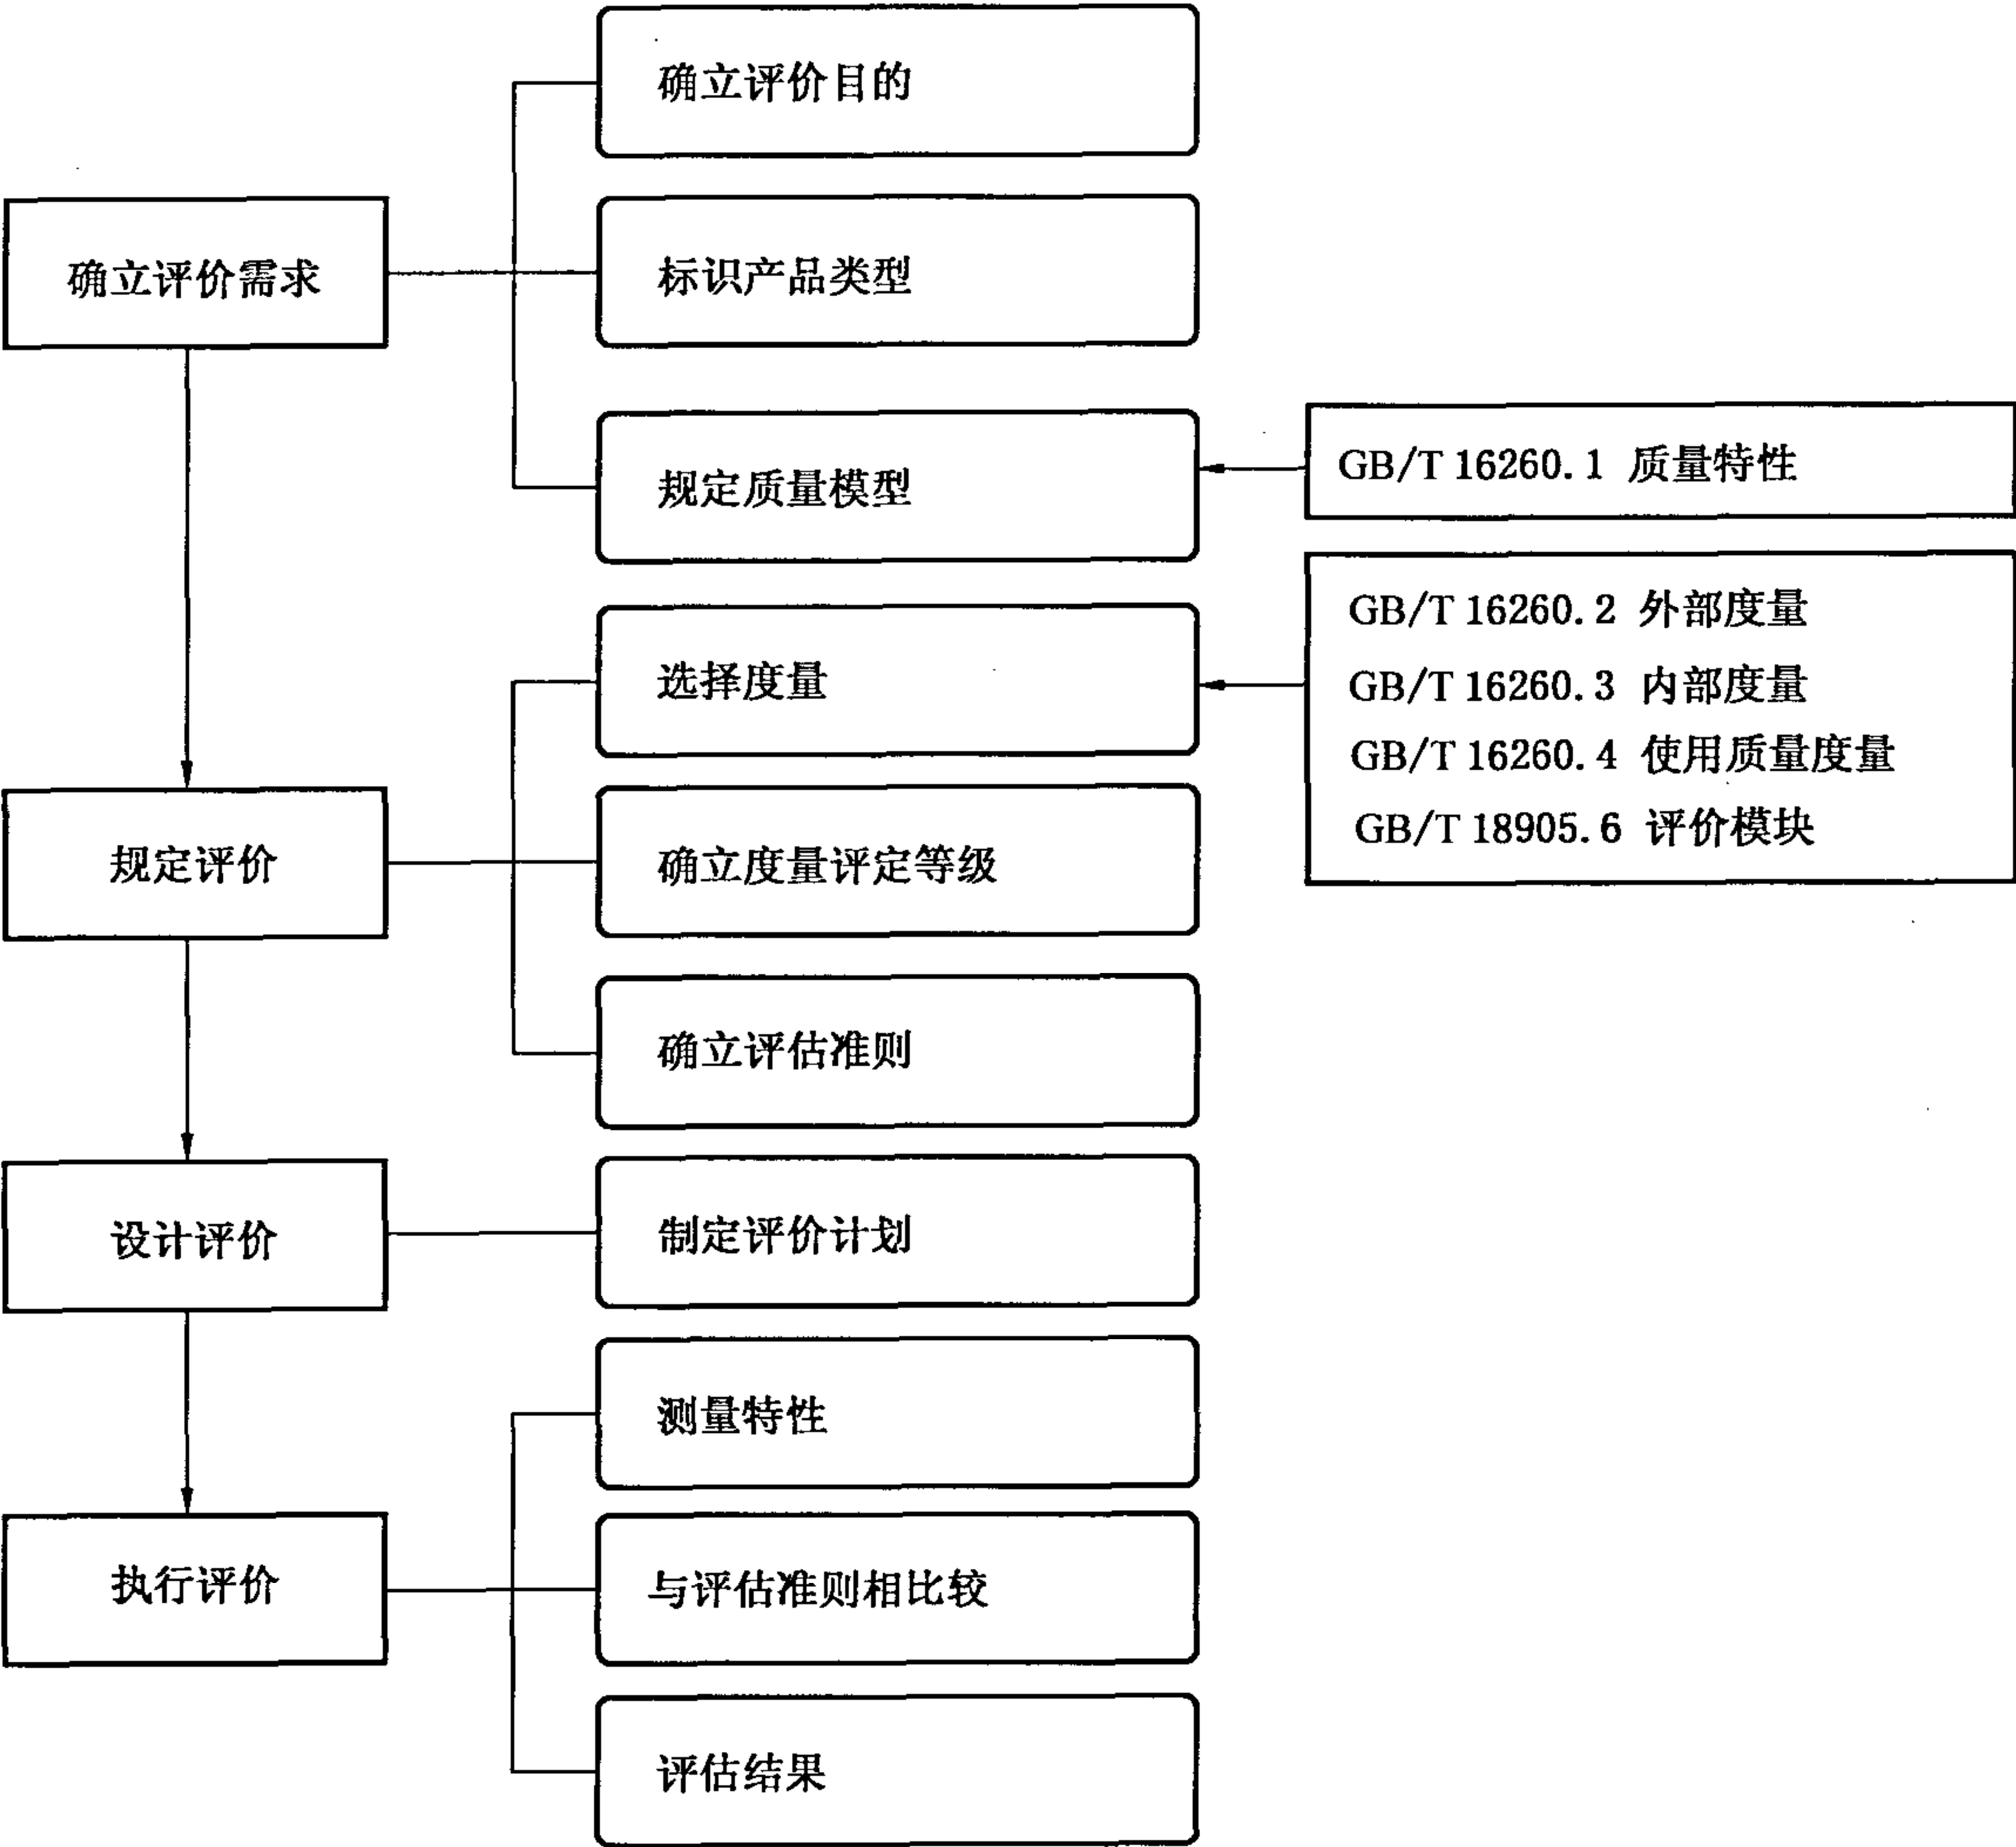 确立评价目的
确立评价需求
标识产品类型
规定质量模型
GB/T 16260.1 质量特性
选择度量
GB/T 16260.2 外部度量
GB/T 16260.3 内部度量
GB/T 16260.4 使用质量度量
GB/T 18905.6 评价模块
规定评价
确立度量评定等级
确立评估准则
设计评价
制定评价计划
测量特性
执行评价
与评估准则相比较
评估结果